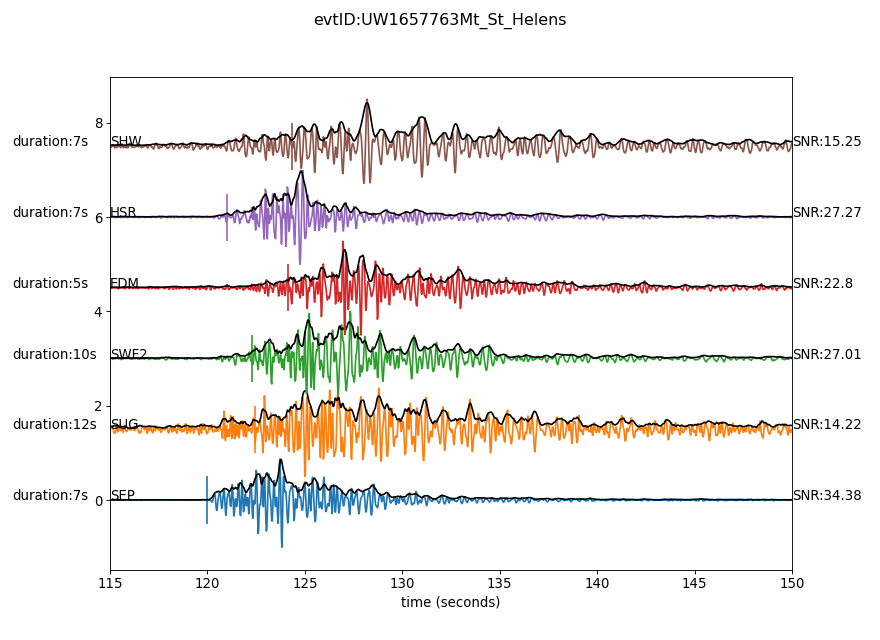 evtID:UW1657763Mt_St_Helens
8
duration:7s SHW SNR:15.25
duration:7s HSR SNR:27.27
6
duration:5s EDM SNR:22.8
4
duration:10s SWF2 SNR:27.01
2
duration:12s SUG SNR:14.22
duration:7s SEP SNR:34.38
0
115 120 125 130 135 140 145 150
time (seconds)